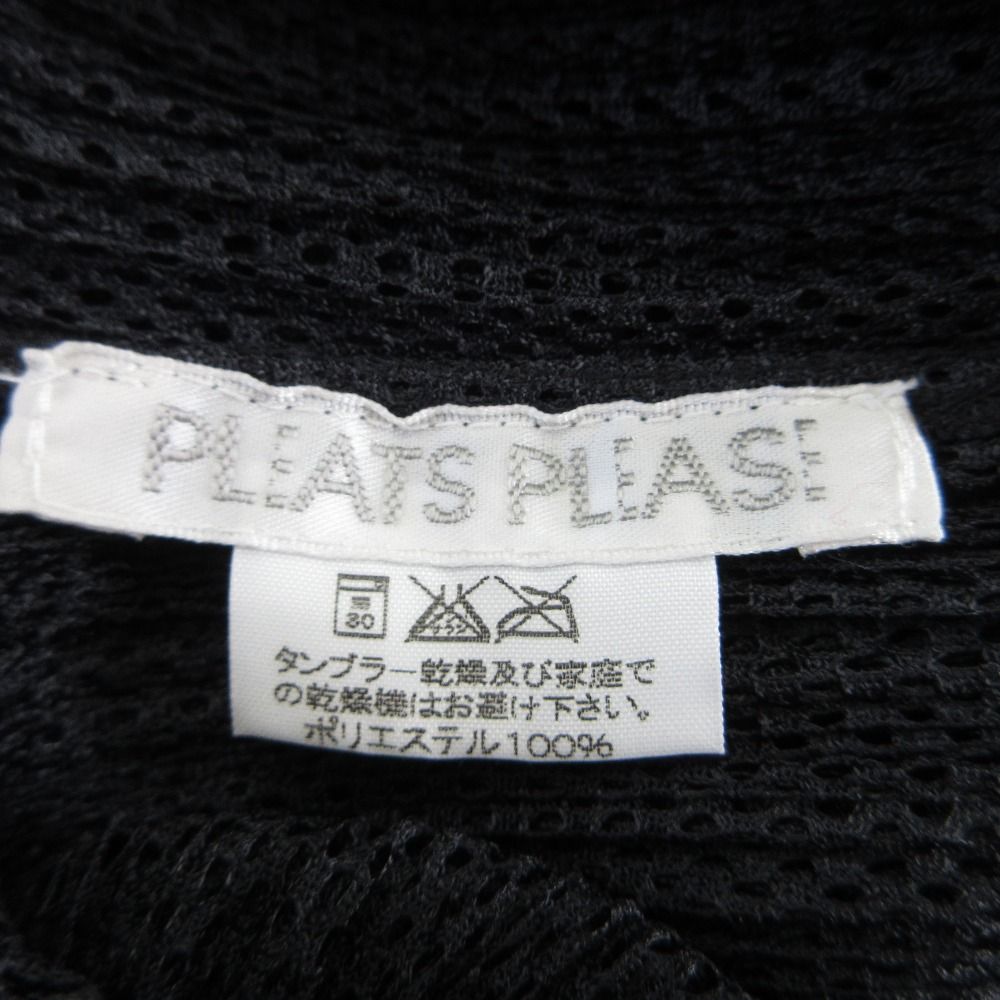 PLEATS PLEASE
30
タンブラー乾燥及び家庭で
の乾燥機はお避け下さい。
ポリエステル100%